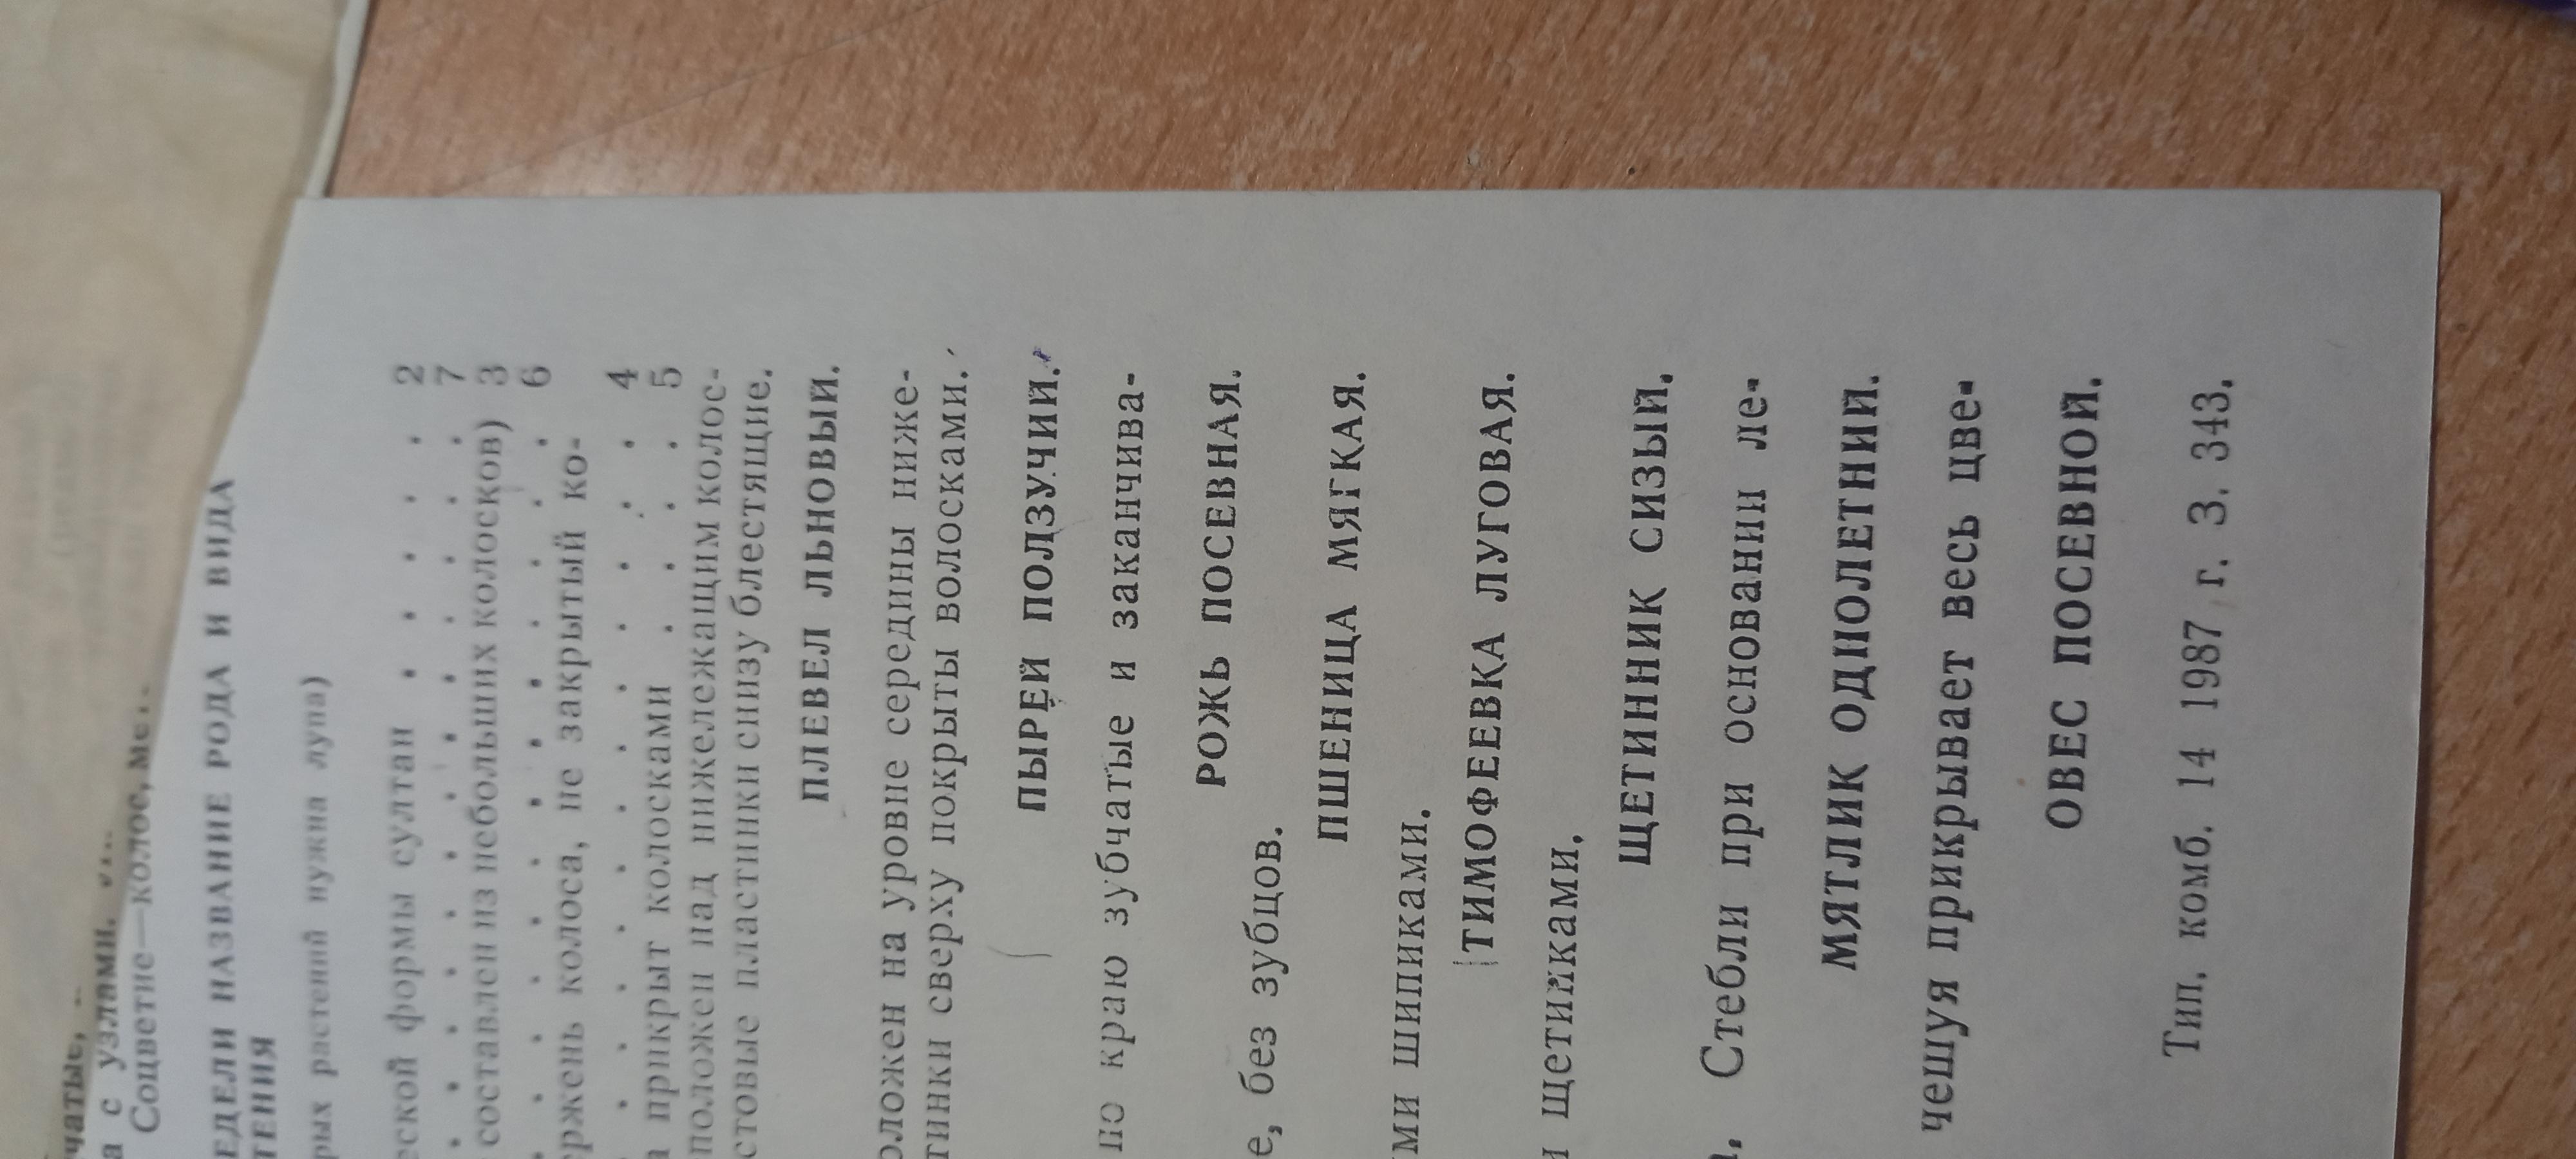 а с узлами.
Соцветие—колос, ме
ЕДЕЛИ НАЗВАНИЕ РОДА И ВИДА
ТЕНИЯ
рых растений нужна лупа)
еской формы султан . . . . 2
. . . . . . . . . . 7
составлен из небольших колосков) 3
. . . . . . . . . . 6
ержень колоса, не закрытый ко-
. . . . . . . . . . 4
а прикрыт колосками . . . . 5
положен над нижележащим колос-
стовые пластинки снизу блестящие.
ПЛЕВЕЛ ЛЬНОВЫЙ.
оложен на уровне середины ниже-
тинки сверху покрыты волосками.
ПЫРЕЙ ПОЛЗУЧИЙ.
по краю зубчатые и заканчива-
РОЖЬ ПОСЕВНАЯ.
е, без зубцов.
ПШЕНИЦА МЯГКАЯ.
ми шипиками.
ТИМОФЕЕВКА ЛУГОВАЯ.
и щетинками.
ЩЕТИННИК СИЗЫЙ.
Стебли при основании ле-
МЯТЛИК ОДНОЛЕТНИЙ.
чешуя прикрывает весь цве-
ОВЕС ПОСЕВНОЙ.
Тип. комб. 14 1987 г. З. 343.